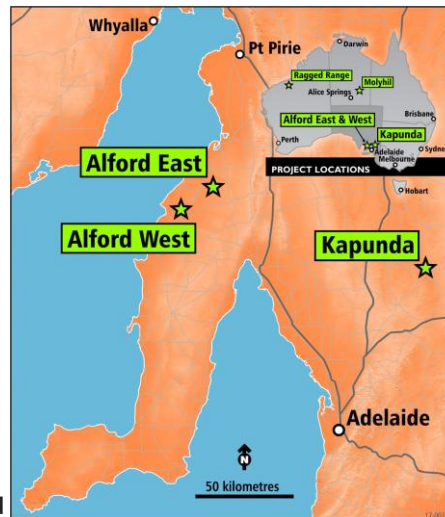 Whyalla
Pt Pirie
Darwin
Ragged Range
Molyhil
Alice Springs
Alford East & West
Brisbane
Kapunda
Perth
Adelaide
Sydne
Melbourne
PROJECT LOCATIONS
Hobart
Alford East
Alford West
Kapunda
Adelaide
N
50 kilometres